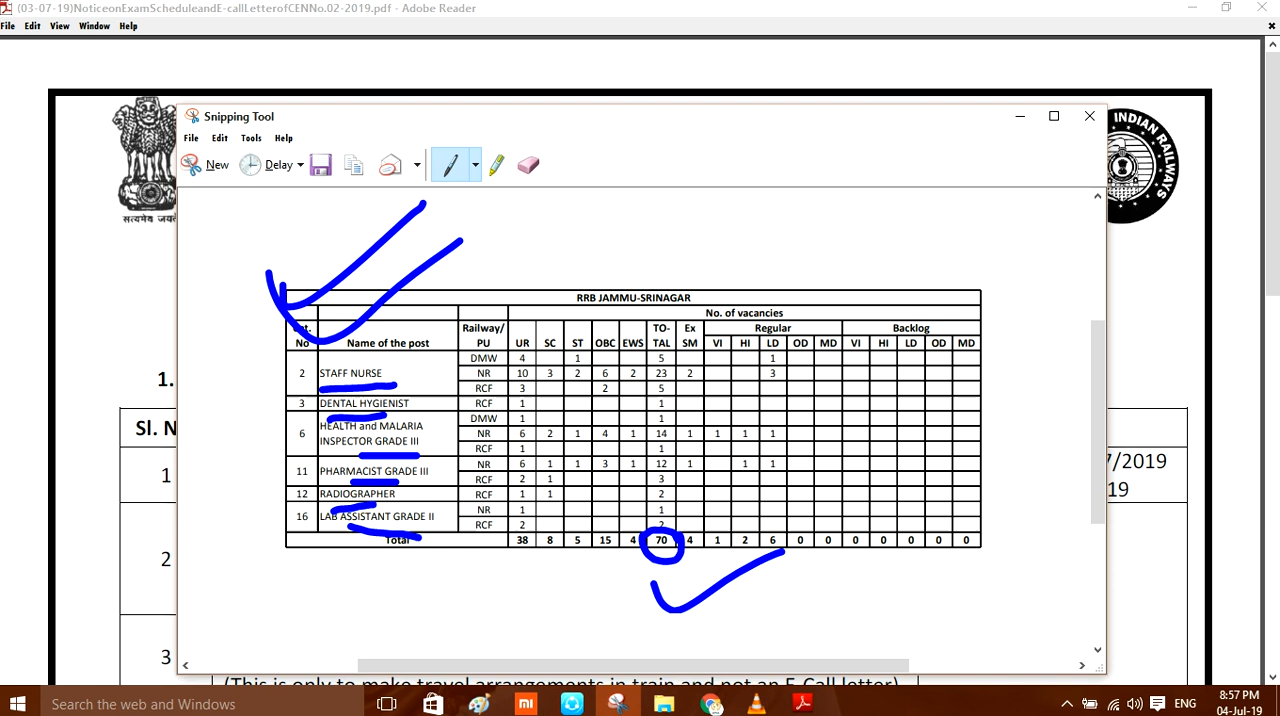 (03-07-19)NoticeonExamScheduleandE-callLetterofCENNo.02-2019.pdf - Adobe Reader
File Edit View Window Help
सत्यमेव जयते
INDIAN RAILWAYS
1.
Sl. N
1 7/2019
19
2
3
(This is only to make travel arrangements in train and not an E-Call letter)
Snipping Tool
File Edit Tools Help
New Delay
RRB JAMMU-SRINAGAR
No. of vacancies
No Name of the post Railway/ PU UR SC ST OBC EWS TO-TAL Ex SM Regular Backlog
VI HI LD OD MD VI HI LD OD MD
DMW 4 1 5 1
2 STAFF NURSE NR 10 3 2 6 2 23 2 3
RCF 3 2 5
3 DENTAL HYGIENIST RCF 1 1
DMW 1 1
6 HEALTH and MALARIA INSPECTOR GRADE III NR 6 2 1 4 1 14 1 1 1 1
RCF 1 1
11 PHARMACIST GRADE III NR 6 1 1 3 1 12 1 1 1
RCF 2 1 3
12 RADIOGRAPHER RCF 1 1 2
16 LAB ASSISTANT GRADE II NR 1 1
RCF 2 2
Total 38 8 5 15 4 70 4 1 2 6 0 0 0 0 0 0 0
Search the web and Windows
ENG
8:57 PM
04-Jul-19